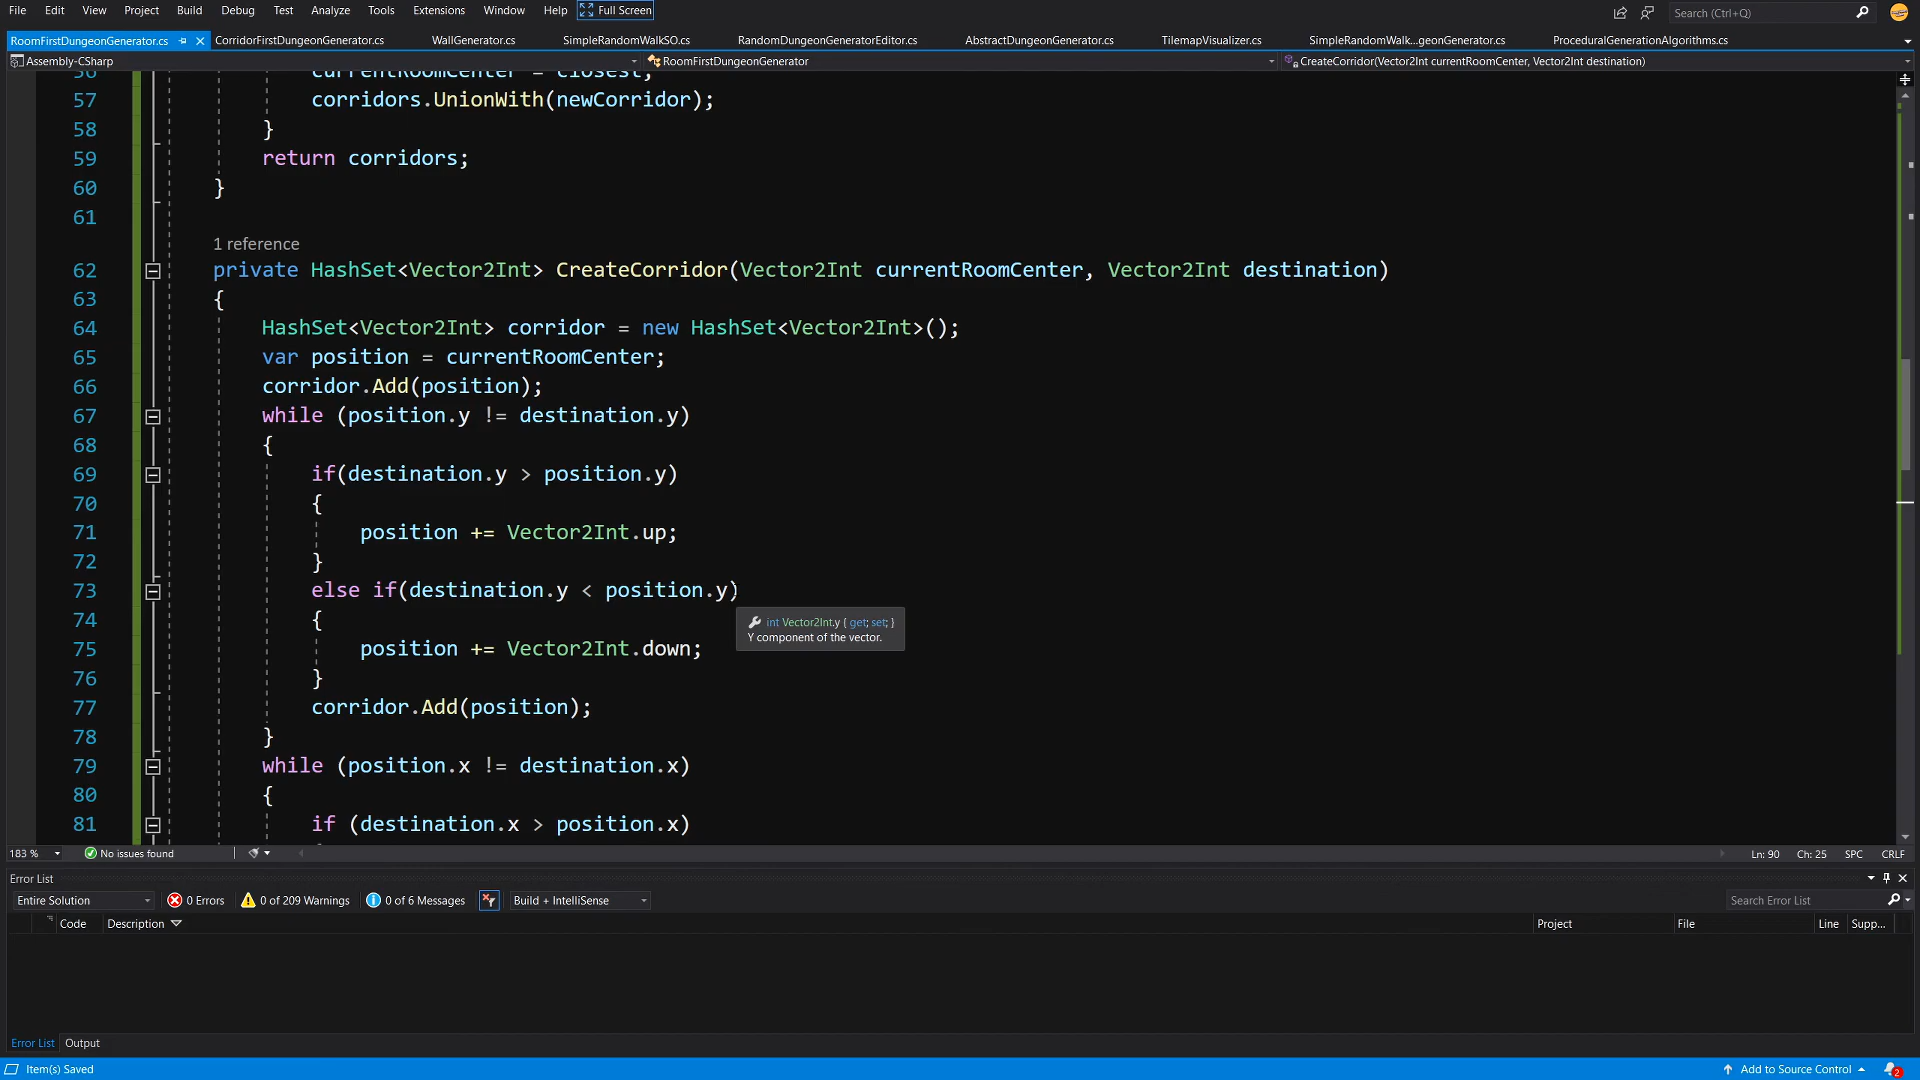 File Edit View Project Build Debug Test Analyze Tools Extensions Window Help Full Screen Search (Ctrl+Q)
RoomFirstDungeonGenerator.cs CorridorFirstDungeonGenerator.cs WallGenerator.cs SimpleRandomWalkSO.cs RandomDungeonGeneratorEditor.cs AbstractDungeonGenerator.cs TilemapVisualizer.cs SimpleRandomWalk...geonGenerator.cs ProceduralGenerationAlgorithms.cs
Assembly-CSharp RoomFirstDungeonGenerator CreateCorridor(Vector2Int currentRoomCenter, Vector2Int destination)
56 currentRoomCenter = closest;
57 corridors.UnionWith(newCorridor);
58 }
59 return corridors;
60 }
61
1 reference
62 private HashSet<Vector2Int> CreateCorridor(Vector2Int currentRoomCenter, Vector2Int destination)
63 {
64 HashSet<Vector2Int> corridor = new HashSet<Vector2Int>();
65 var position = currentRoomCenter;
66 corridor.Add(position);
67 while (position.y != destination.y)
68 {
69 if(destination.y > position.y)
70 {
71 position += Vector2Int.up;
72 }
73 else if(destination.y < position.y)
74 {
int Vector2Int.y { get; set; }
Y component of the vector.
75 position += Vector2Int.down;
76 }
77 corridor.Add(position);
78 }
79 while (position.x != destination.x)
80 {
81 if (destination.x > position.x)
183 % No issues found Ln: 90 Ch: 25 SPC CRLF
Error List
Entire Solution 0 Errors 0 of 209 Warnings 0 of 6 Messages Build + IntelliSense Search Error List
Code Description Project File Line Supp...
Error List Output
Item(s) Saved Add to Source Control 2